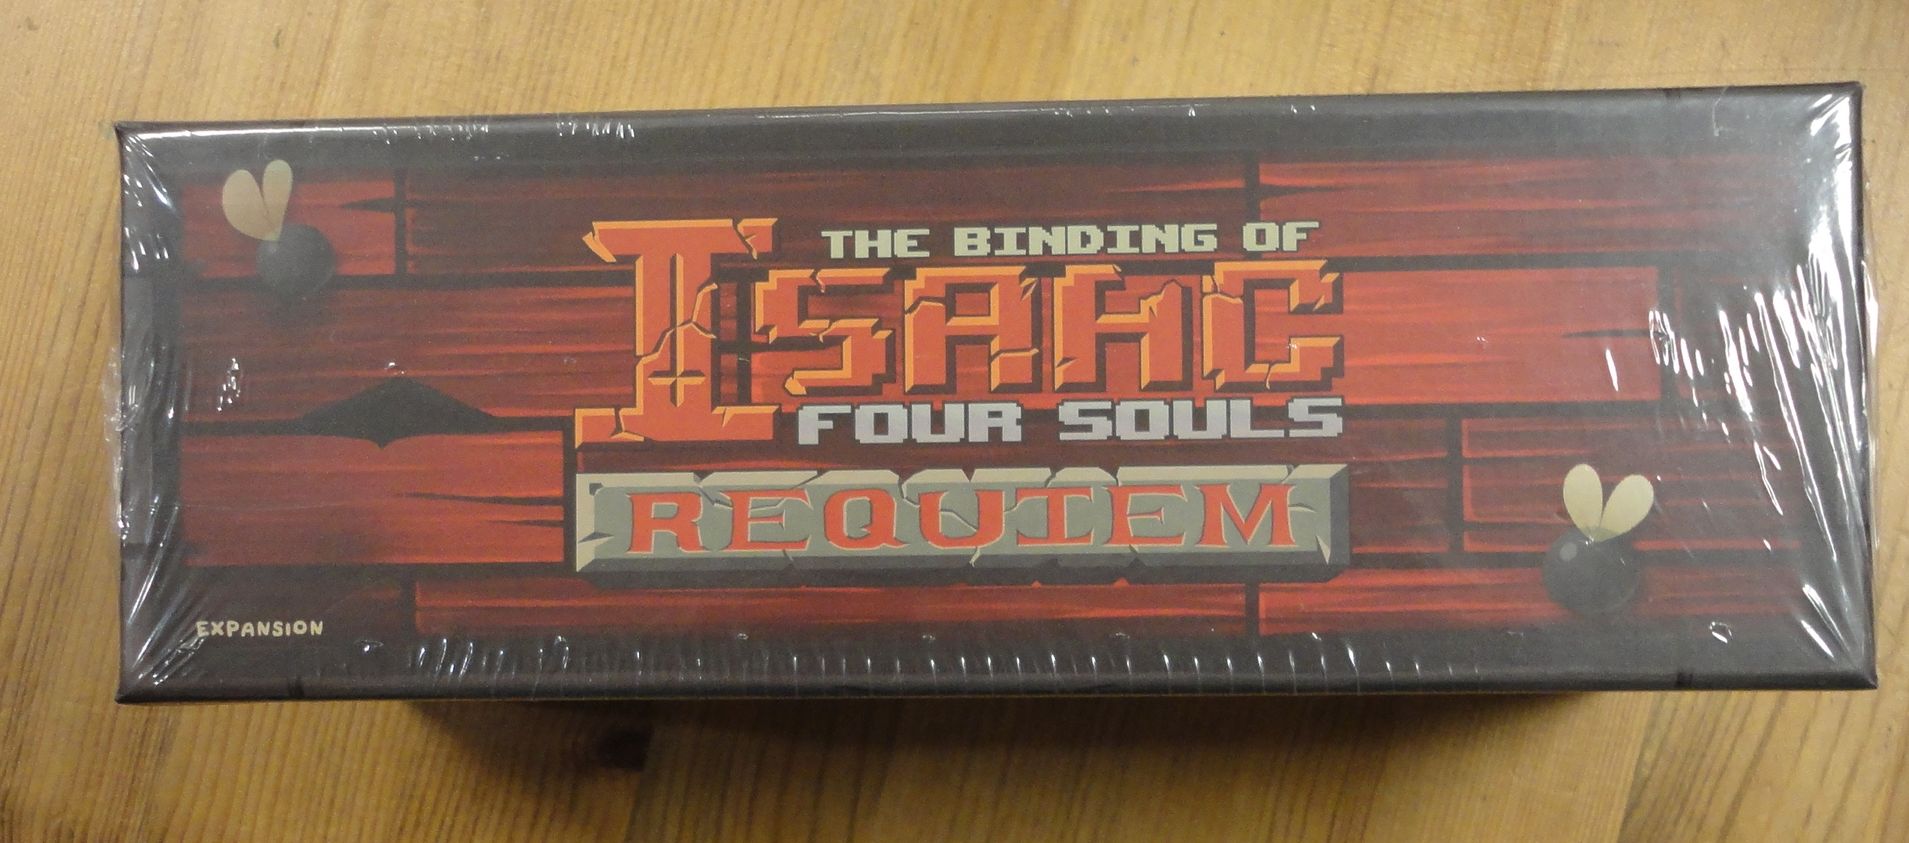 THE BINDING OF
ISAAC
FOUR SOULS
REQUIEM
EXPANSION